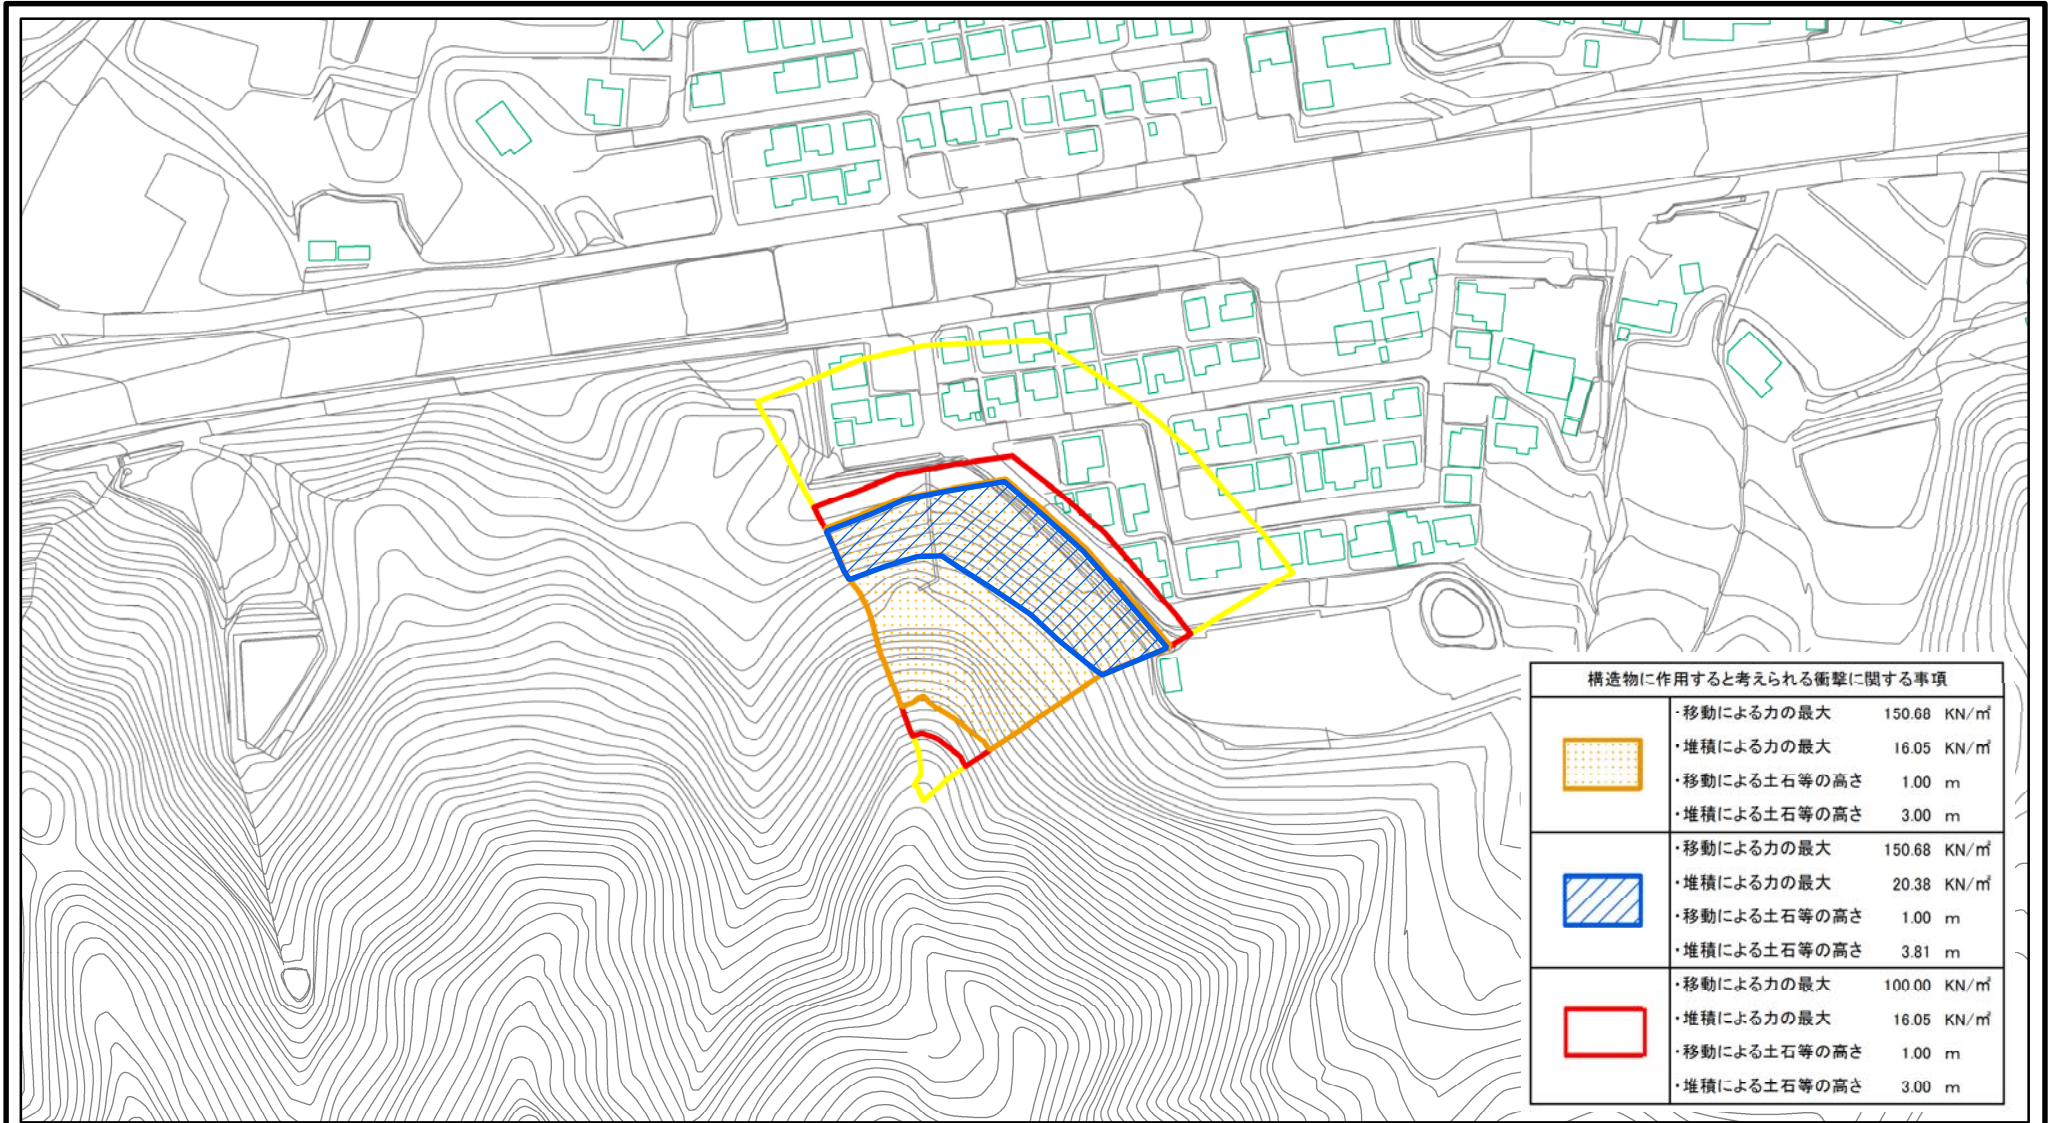 構造物に作用すると考えられる衝撃に関する事項
・移動による力の最大 150.68 KN/㎡
・堆積による力の最大 16.05 KN/㎡
・移動による土石等の高さ 1.00 m
・堆積による土石等の高さ 3.00 m
・移動による力の最大 150.68 KN/㎡
・堆積による力の最大 20.38 KN/㎡
・移動による土石等の高さ 1.00 m
・堆積による土石等の高さ 3.81 m
・移動による力の最大 100.00 KN/㎡
・堆積による力の最大 16.05 KN/㎡
・移動による土石等の高さ 1.00 m
・堆積による土石等の高さ 3.00 m